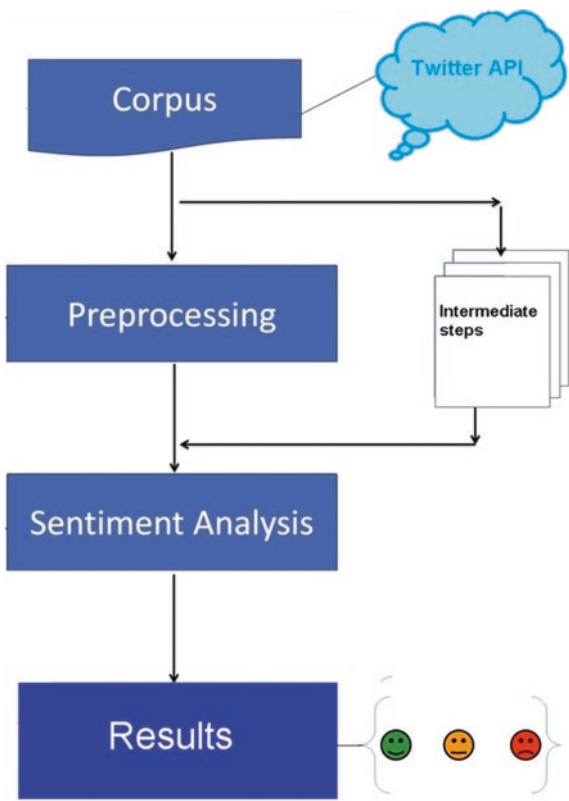 Corpus
Twitter API
Preprocessing
Intermediate
steps
Sentiment Analysis
Results